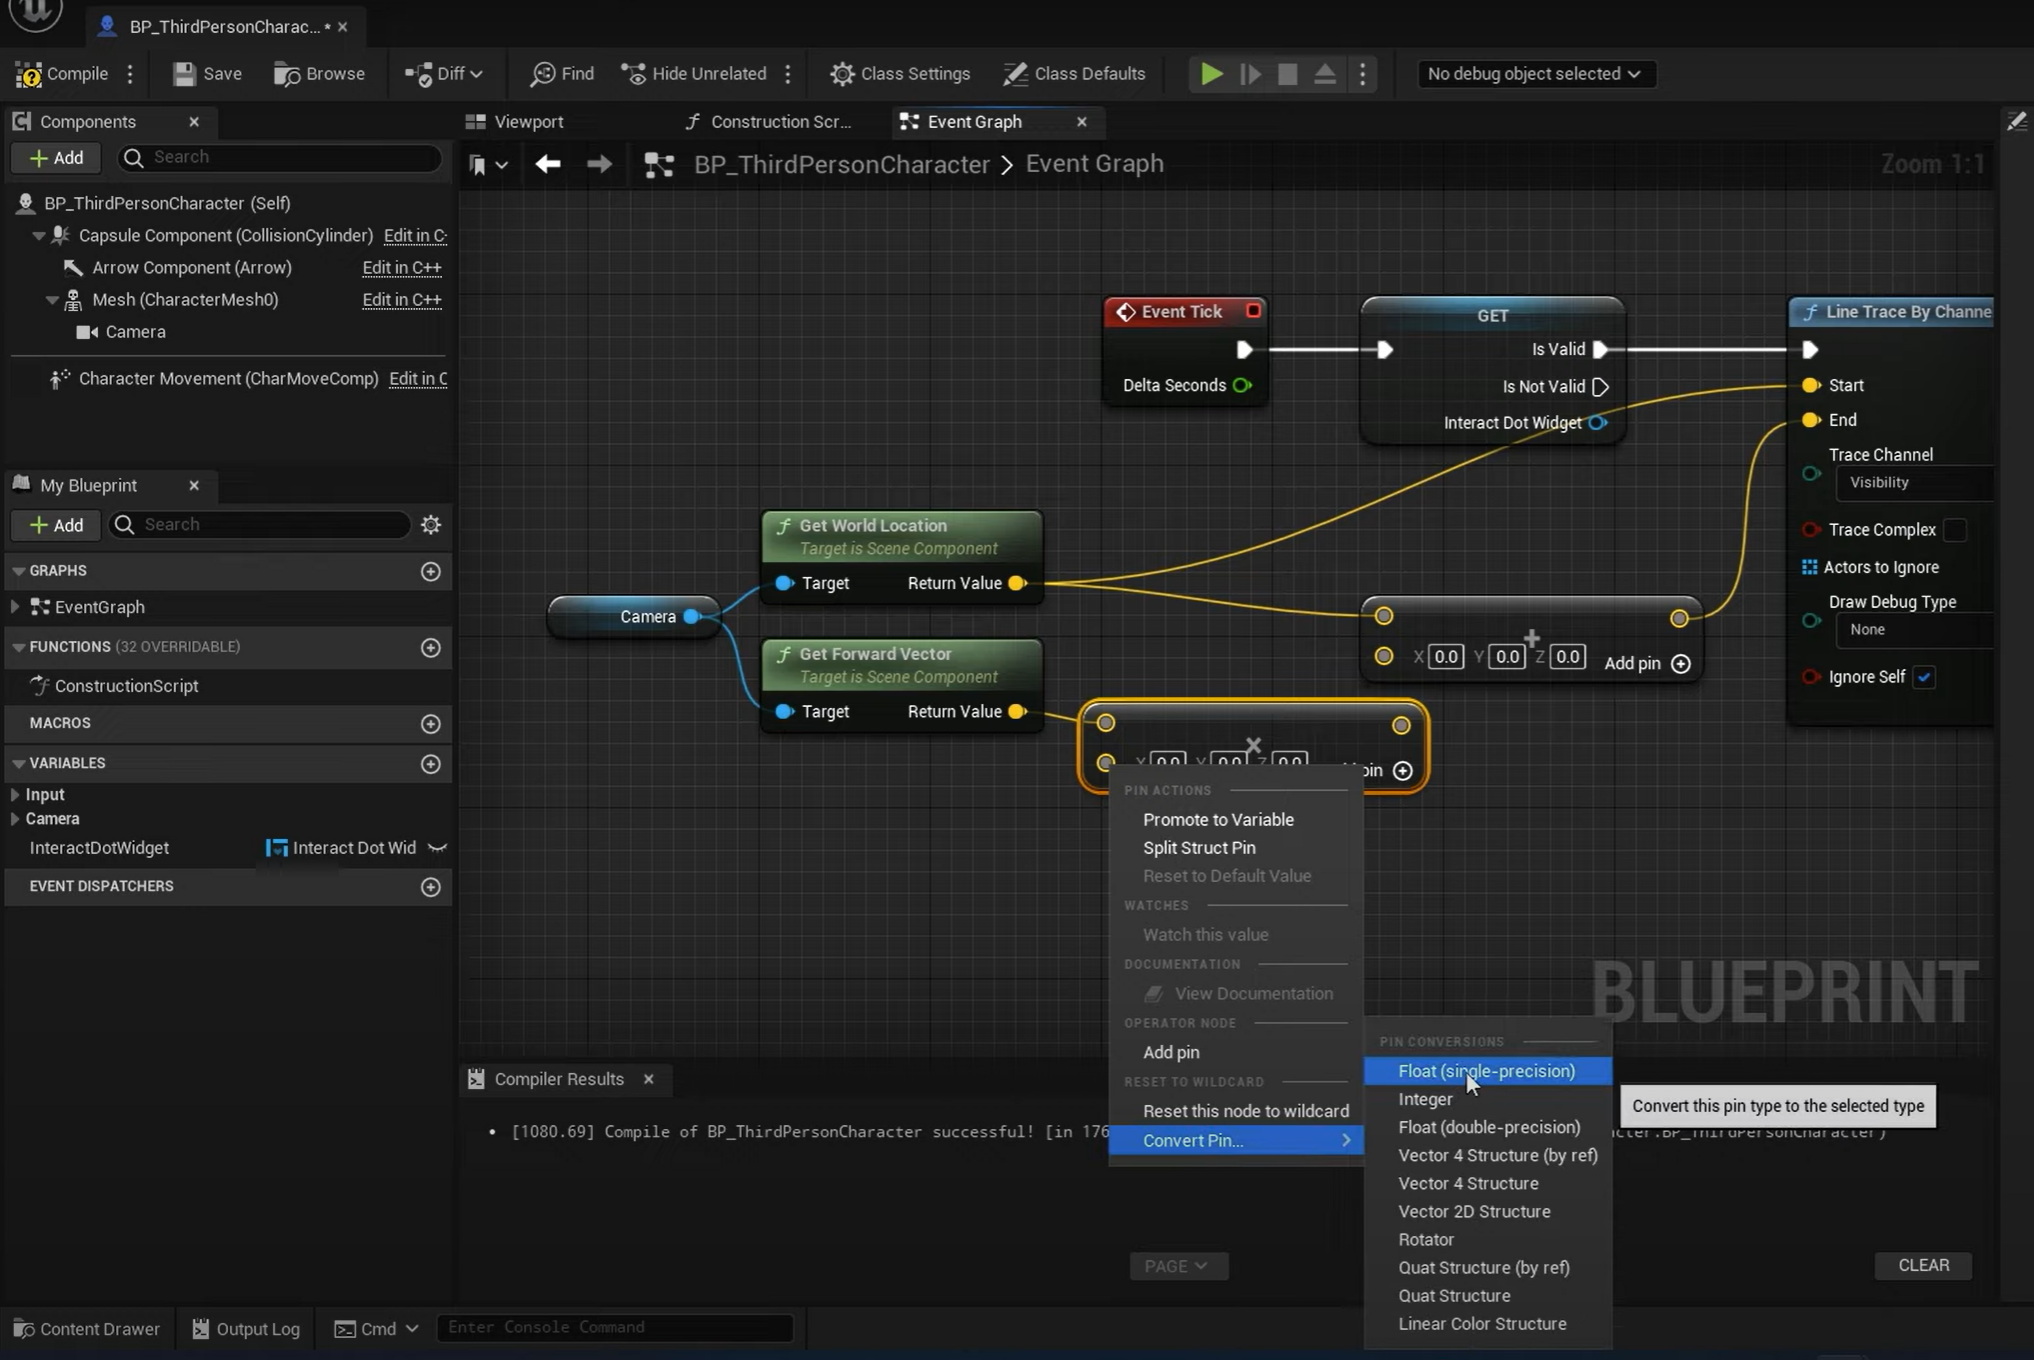 BP_ThirdPersonCharac... *
Compile
Save
Browse
Diff
Find
Hide Unrelated
Class Settings
Class Defaults
No debug object selected
Components
Add
Search
BP_ThirdPersonCharacter (Self)
Capsule Component (CollisionCylinder) Edit in C
Arrow Component (Arrow) Edit in C++
Mesh (CharacterMesh0) Edit in C++
Camera
Character Movement (CharMoveComp) Edit in C
My Blueprint
Add
Search
GRAPHS
EventGraph
FUNCTIONS (32 OVERRIDABLE)
ConstructionScript
MACROS
VARIABLES
Input
Camera
InteractDotWidget Interact Dot Wid
EVENT DISPATCHERS
Viewport
Construction Scr...
Event Graph
BP_ThirdPersonCharacter > Event Graph
Zoom 1:1
Event Tick
Delta Seconds
GET
Is Valid
Is Not Valid
Interact Dot Widget
Line Trace By Channe
Start
End
Trace Channel
Visibility
Trace Complex
Actors to Ignore
Draw Debug Type
None
Ignore Self
Get World Location
Target is Scene Component
Target Return Value
Camera
Get Forward Vector
Target is Scene Component
Target Return Value
X 0.0 Y 0.0 Z 0.0 Add pin
X 0.0 Y 0.0 Z 0.0 pin
PIN ACTIONS
Promote to Variable
Split Struct Pin
Reset to Default Value
WATCHES
Watch this value
DOCUMENTATION
View Documentation
OPERATOR NODE
Add pin
RESET TO WILDCARD
Reset this node to wildcard
Convert Pin...
PIN CONVERSIONS
Float (single-precision)
Integer
Float (double-precision)
Vector 4 Structure (by ref)
Vector 4 Structure
Vector 2D Structure
Rotator
Quat Structure (by ref)
Quat Structure
Linear Color Structure
Convert this pin type to the selected type
BLUEPRINT
Compiler Results
[1080.69] Compile of BP_ThirdPersonCharacter successful! [in 176
acter.BP_ThirdPersonCharacter)
PAGE
CLEAR
Content Drawer
Output Log
Cmd
Enter Console Command